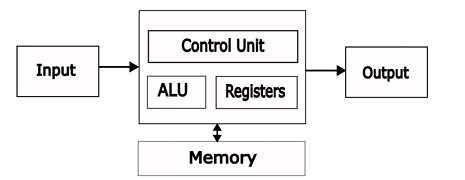 Control Unit
Input
Output
ALU
Registers
Memory